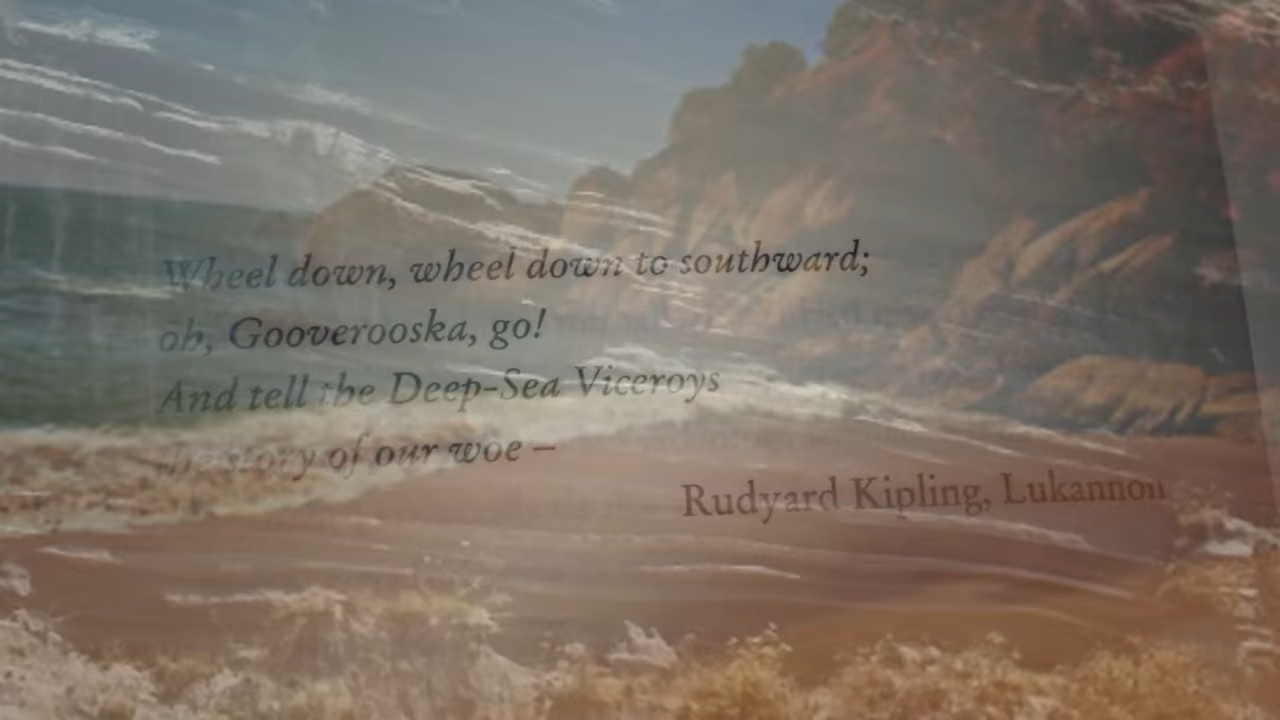 Wheel down, wheel down to southward;
oh, Gooverooska, go!
And tell the Deep-Sea Viceroys
The story of our woe –
Rudyard Kipling, Lukannon